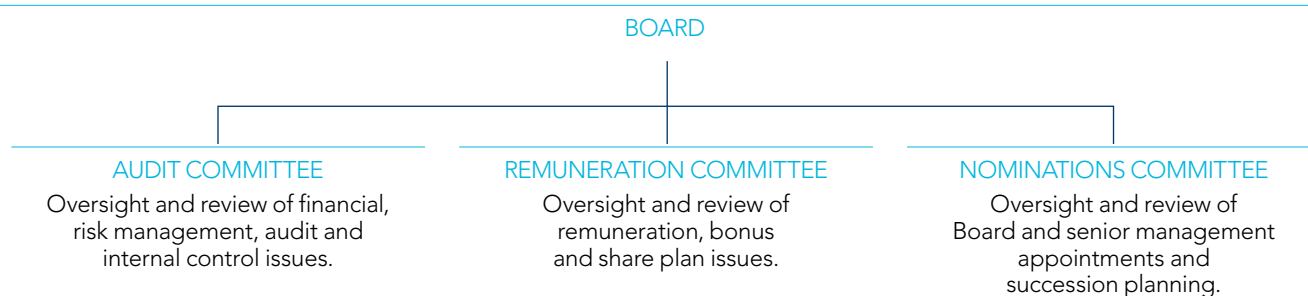 BOARD
AUDIT COMMITTEE
Oversight and review of financial,
risk management, audit and
internal control issues.
REMUNERATION COMMITTEE
Oversight and review of
remuneration, bonus
and share plan issues.
NOMINATIONS COMMITTEE
Oversight and review of
Board and senior management
appointments and
succession planning.